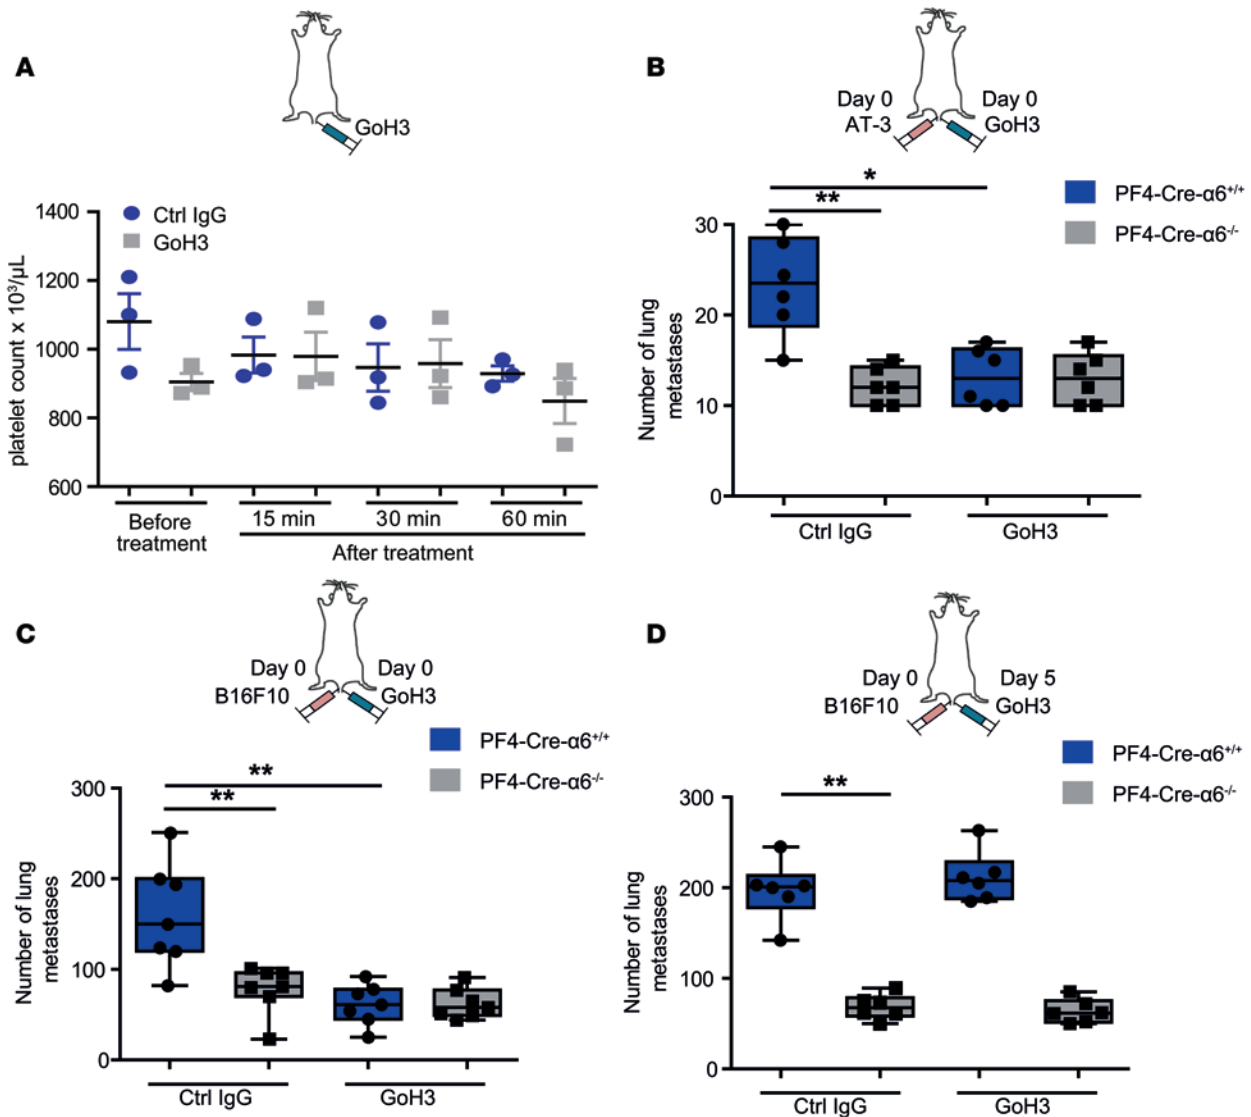 A
GoH3
1400
1200
1000
800
600
platelet count x 10³/µL
Ctrl IgG
GoH3
Before
treatment
15 min
30 min
60 min
After treatment
B
Day 0
AT-3
Day 0
GoH3
PF4-Cre-α6+/+
PF4-Cre-α6-/-
*
**
30
20
10
0
Number of lung
metastases
Ctrl IgG
GoH3
C
Day 0
B16F10
Day 0
GoH3
PF4-Cre-α6+/+
PF4-Cre-α6-/-
**
**
300
200
100
0
Number of lung
metastases
Ctrl IgG
GoH3
D
Day 0
B16F10
Day 5
GoH3
PF4-Cre-α6+/+
PF4-Cre-α6-/-
**
300
200
100
0
Number of lung
metastases
Ctrl IgG
GoH3